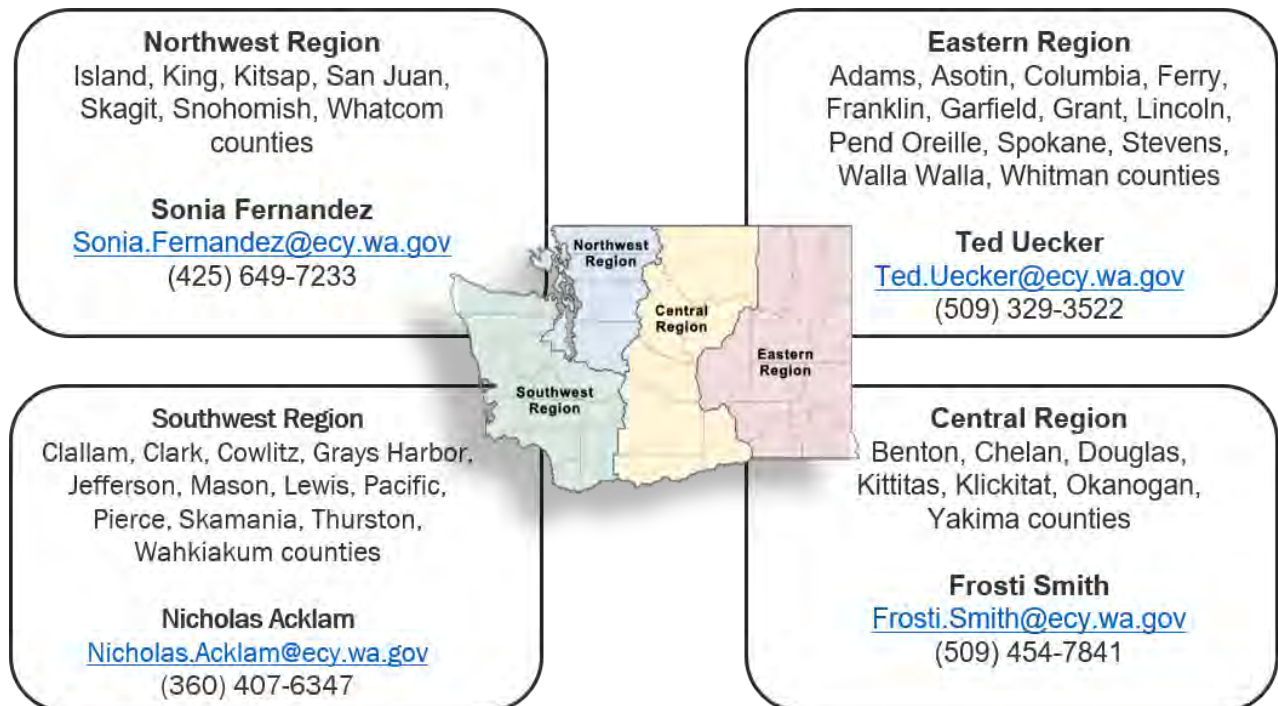 Northwest Region
Island, King, Kitsap, San Juan,
Skagit, Snohomish, Whatcom
counties
Sonia Fernandez
Sonia.Fernandez@ecy.wa.gov
(425) 649-7233
Eastern Region
Adams, Asotin, Columbia, Ferry,
Franklin, Garfield, Grant, Lincoln,
Pend Oreille, Spokane, Stevens,
Walla Walla, Whitman counties
Ted Uecker
Ted.Uecker@ecy.wa.gov
(509) 329-3522
Northwest
Region
Central
Region
Eastern
Region
Southwest
Region
Southwest Region
Clallam, Clark, Cowlitz, Grays Harbor,
Jefferson, Mason, Lewis, Pacific,
Pierce, Skamania, Thurston,
Wahkiakum counties
Nicholas Acklam
Nicholas.Acklam@ecy.wa.gov
(360) 407-6347
Central Region
Benton, Chelan, Douglas,
Kittitas, Klickitat, Okanogan,
Yakima counties
Frosti Smith
Frosti.Smith@ecy.wa.gov
(509) 454-7841